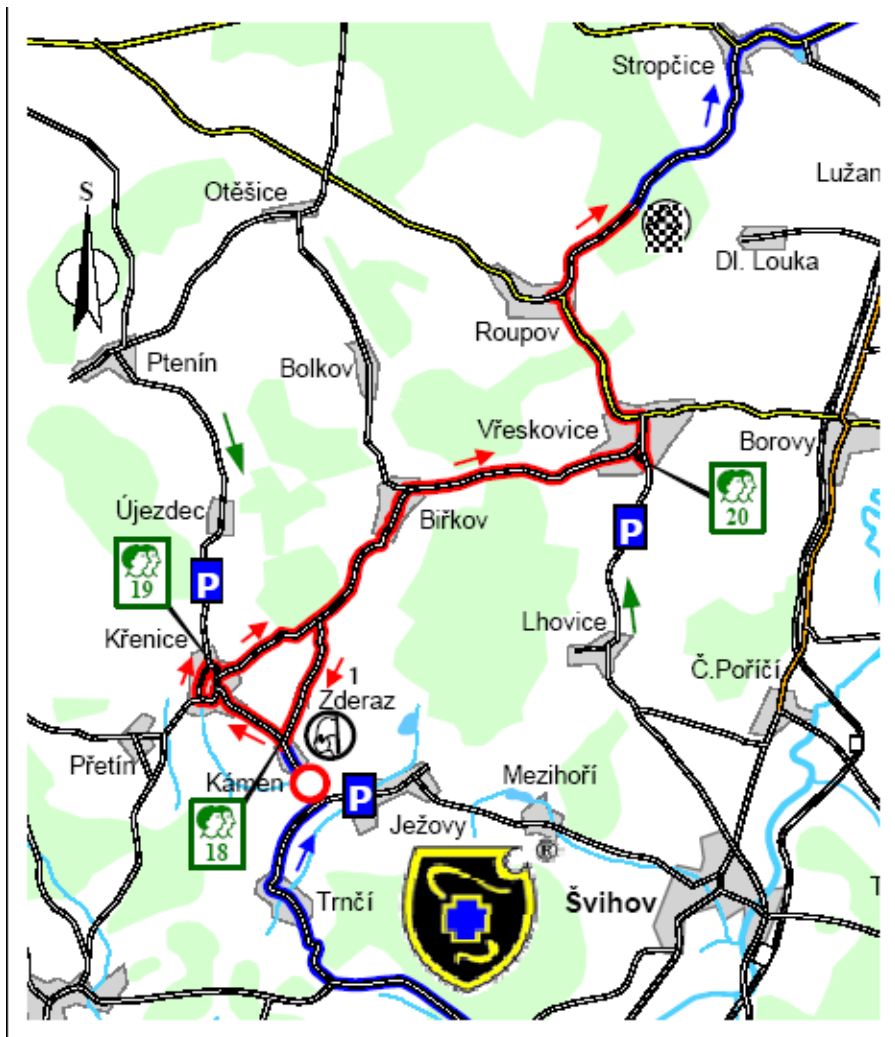 Stropčice
Lužan
Otěšice
S
Dl. Louka
Roupov
Ptenín
Bolkov
Vřeskovice
Borovy
20
P
Biřkov
Újezdec
P
19
Křenice
Lhovice
1
Zderaz
Č.Poříčí
Přetín
Kámen
P
Mezihoří
Ježovy
18
®
Trnčí
Švihov
T